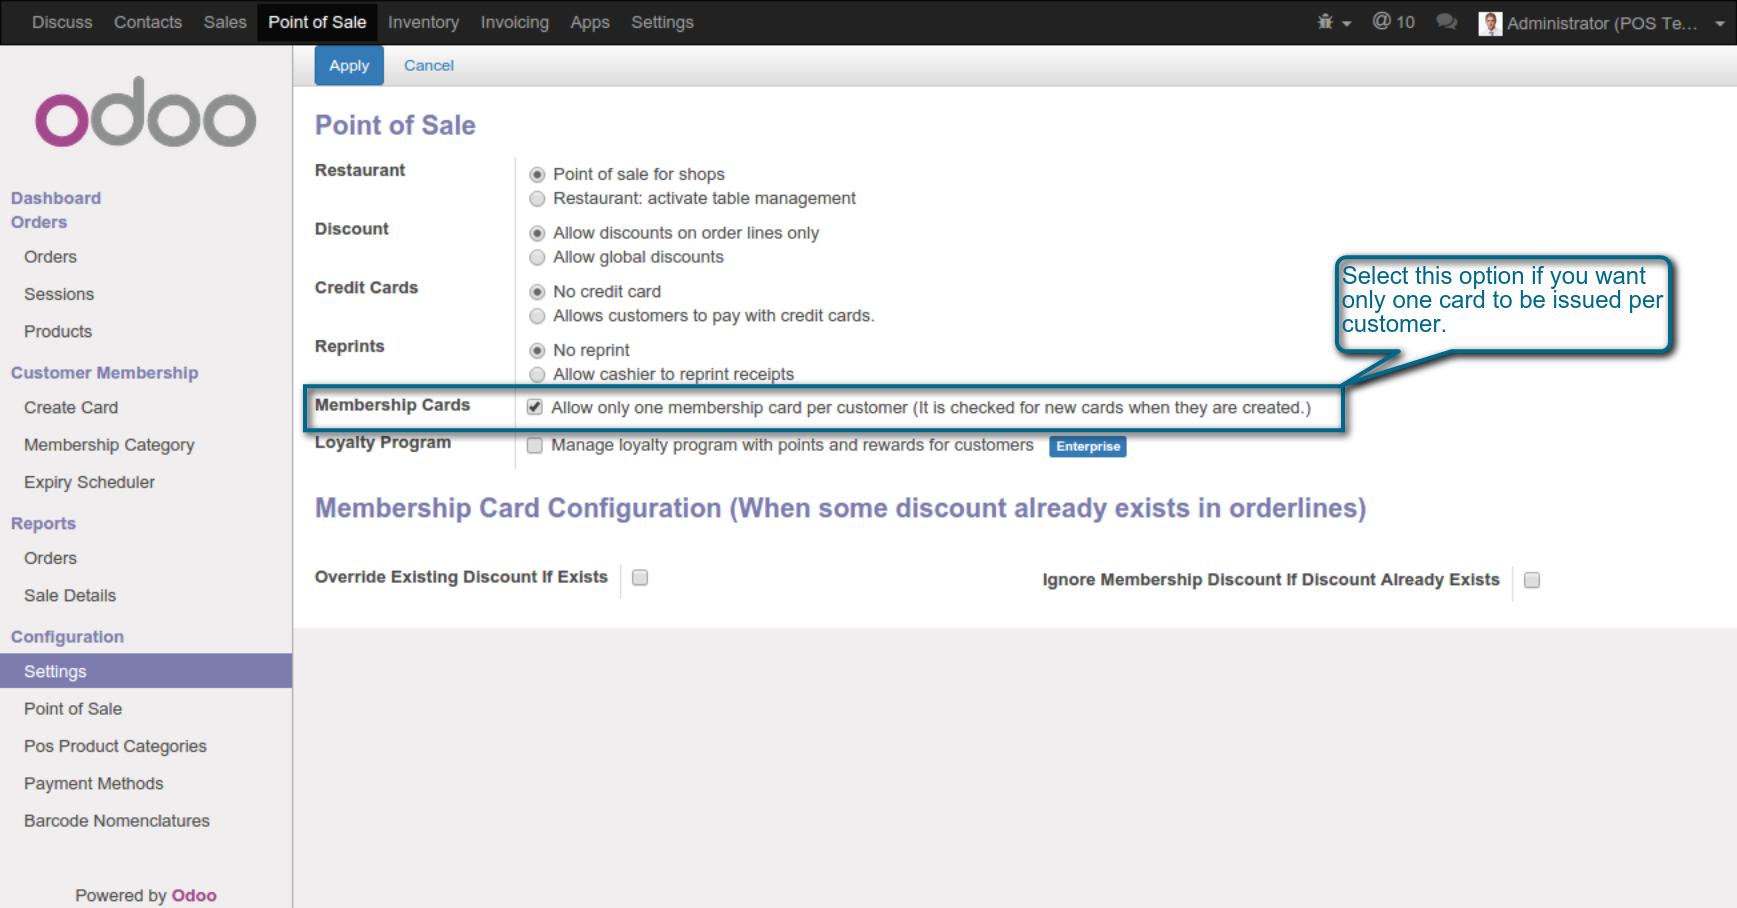 Discuss Contacts Sales Point of Sale Inventory Invoicing Apps Settings @ 10 Administrator (POS Te...
Apply Cancel
odoo
Dashboard
Orders
Orders
Sessions
Products
Customer Membership
Create Card
Membership Category
Expiry Scheduler
Reports
Orders
Sale Details
Configuration
Settings
Point of Sale
Pos Product Categories
Payment Methods
Barcode Nomenclatures
Powered by Odoo
Point of Sale
Restaurant
Point of sale for shops
Restaurant: activate table management
Discount
Allow discounts on order lines only
Allow global discounts
Credit Cards
No credit card
Allows customers to pay with credit cards.
Reprints
No reprint
Allow cashier to reprint receipts
Membership Cards
Allow only one membership card per customer (It is checked for new cards when they are created.)
Loyalty Program
Manage loyalty program with points and rewards for customers Enterprise
Select this option if you want
only one card to be issued per
customer.
Membership Card Configuration (When some discount already exists in orderlines)
Override Existing Discount If Exists
Ignore Membership Discount If Discount Already Exists